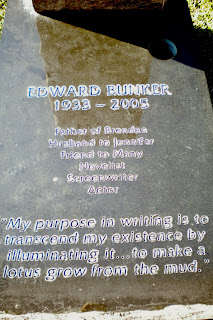 EDWARD BUNKER
1933 – 2005
Father of Brendan
Husband to Jennifer
Friend to Many
Novelist
Screenwriter
Actor
"My purpose in writing is to
transcend my existence by
illuminating it...to make a
lotus grow from the mud."